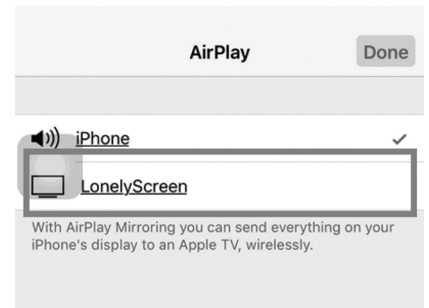 AirPlay
Done
iPhone
LonelyScreen
With AirPlay Mirroring you can send everything on your
iPhone's display to an Apple TV, wirelessly.